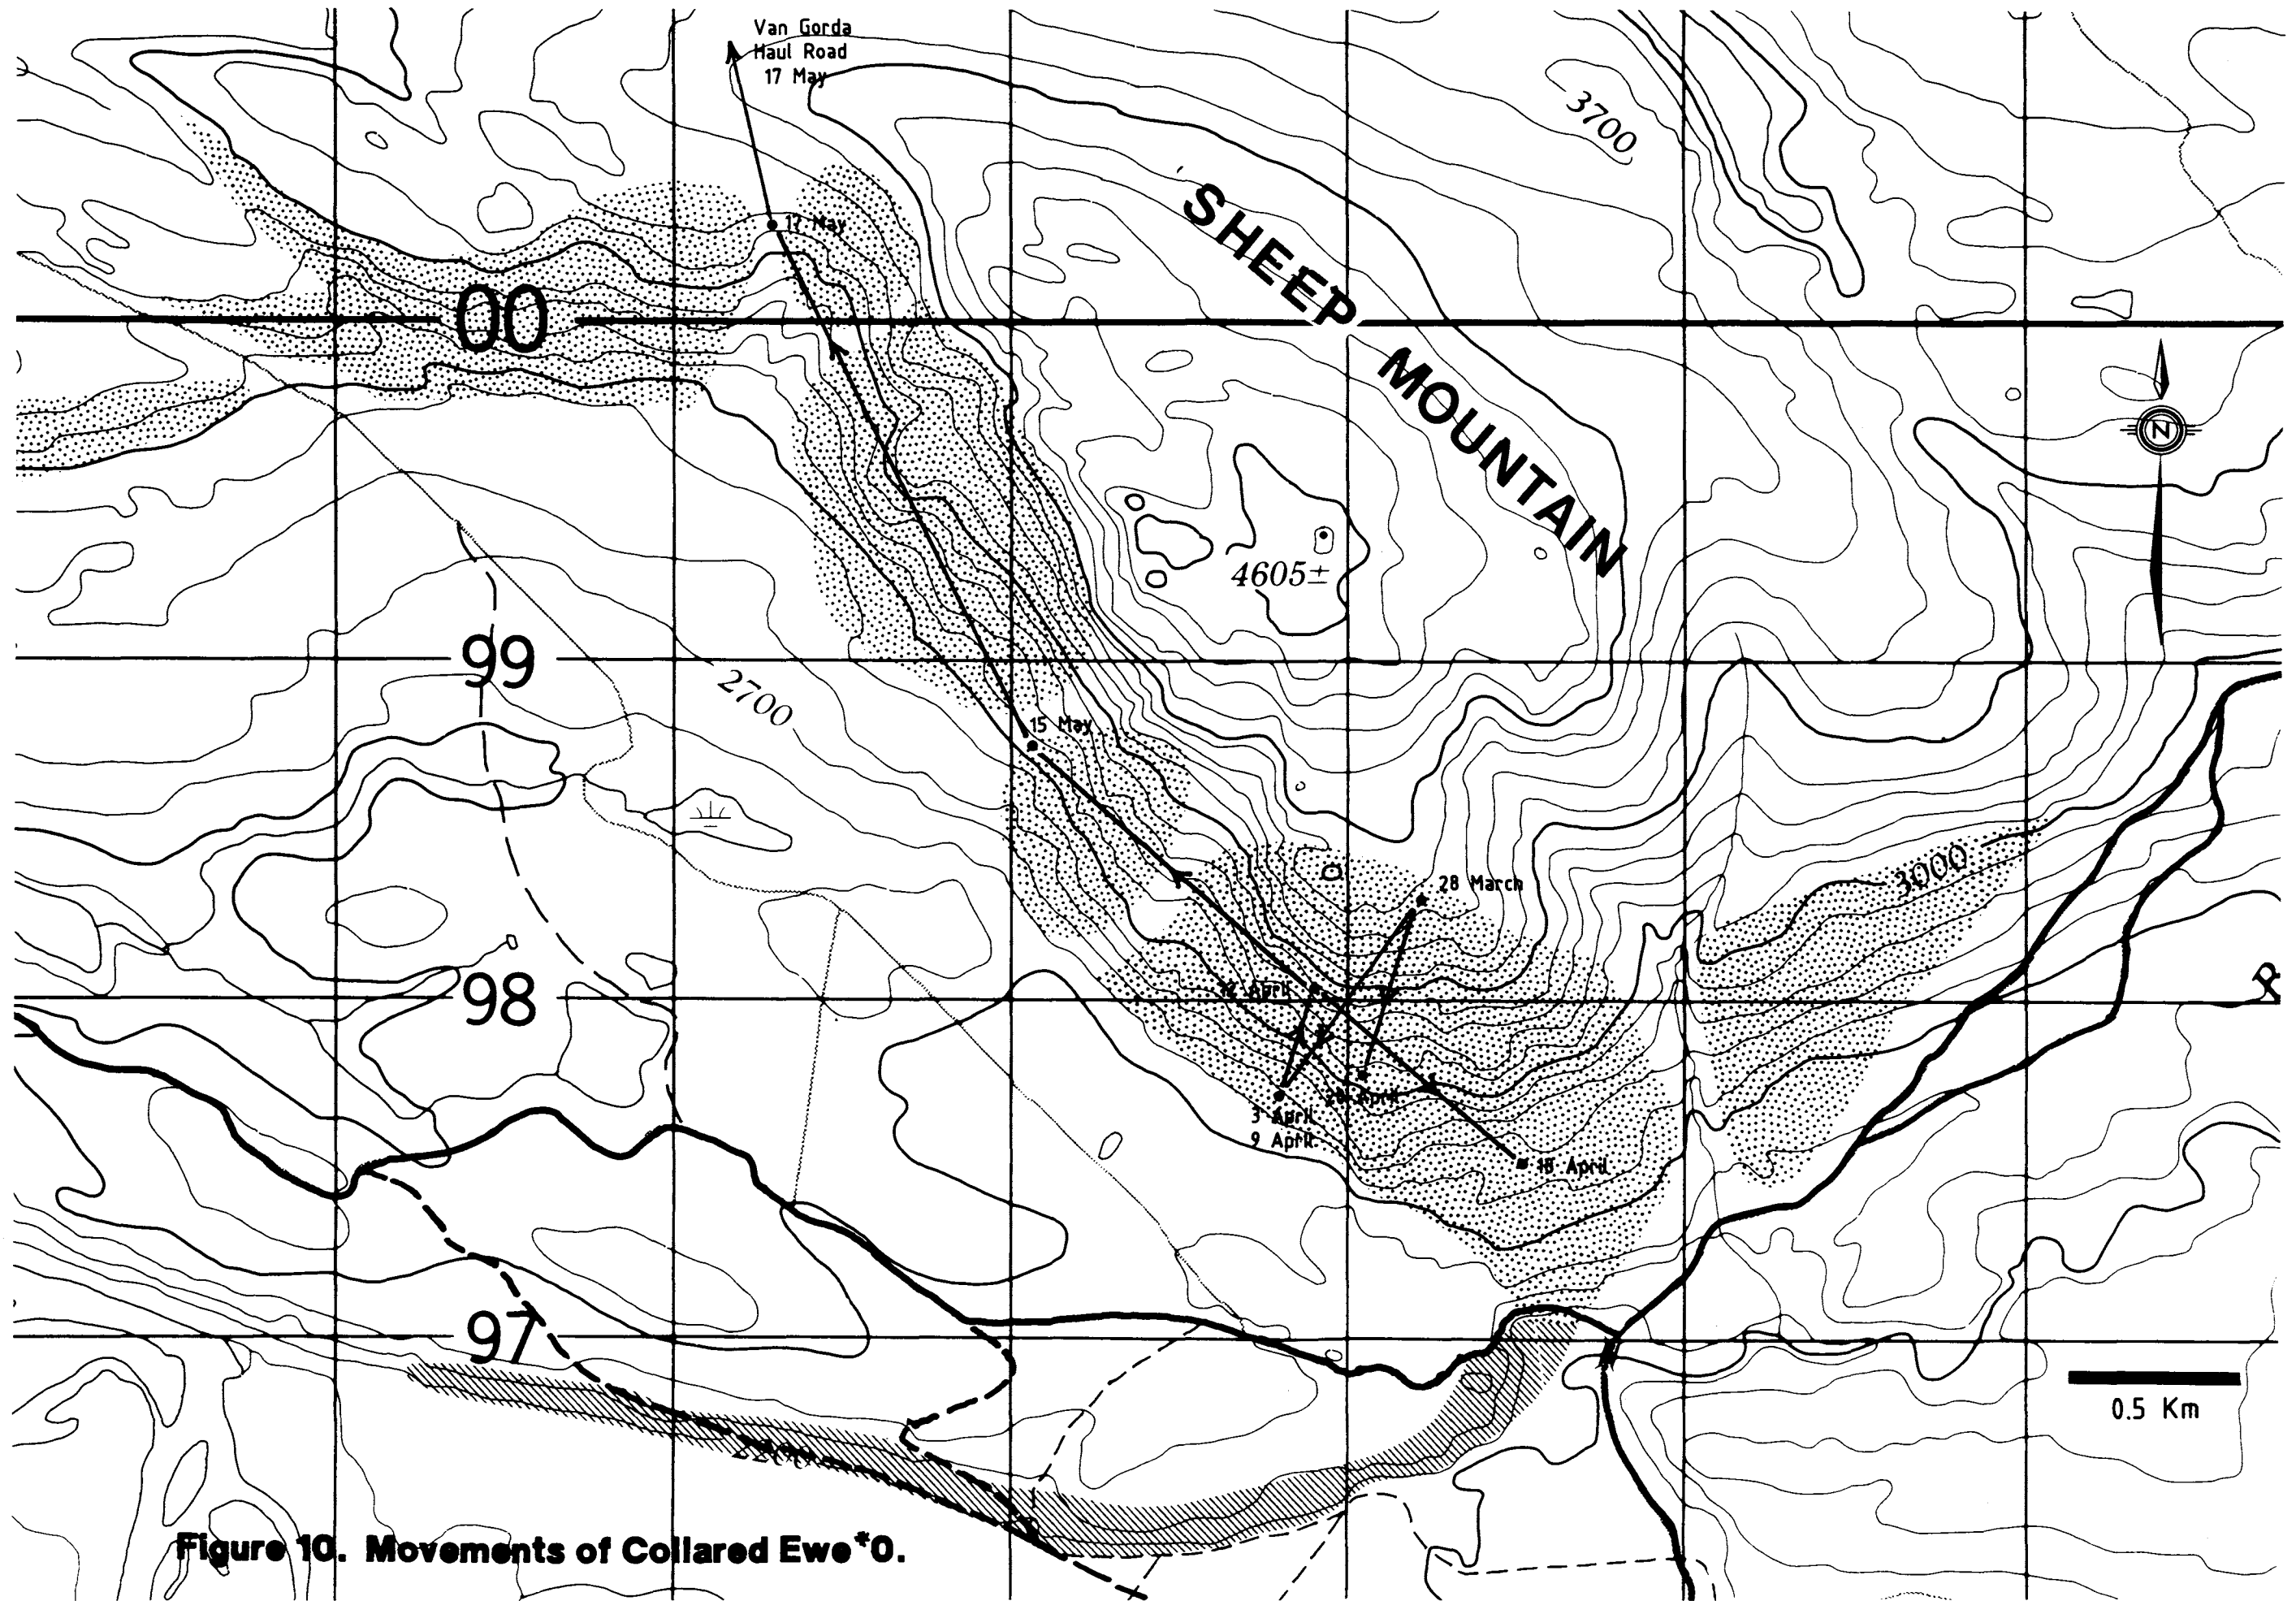 Van Gorda
Haul Road
17 May
3700
17 May
SHEEP
MOUNTAIN
00
N
4605±
99
2700
15 May
3000
28 March
98
12 April
3 April
9 April
18 April
97
0.5 Km
Figure 10. Movements of Collared Ewe*0.